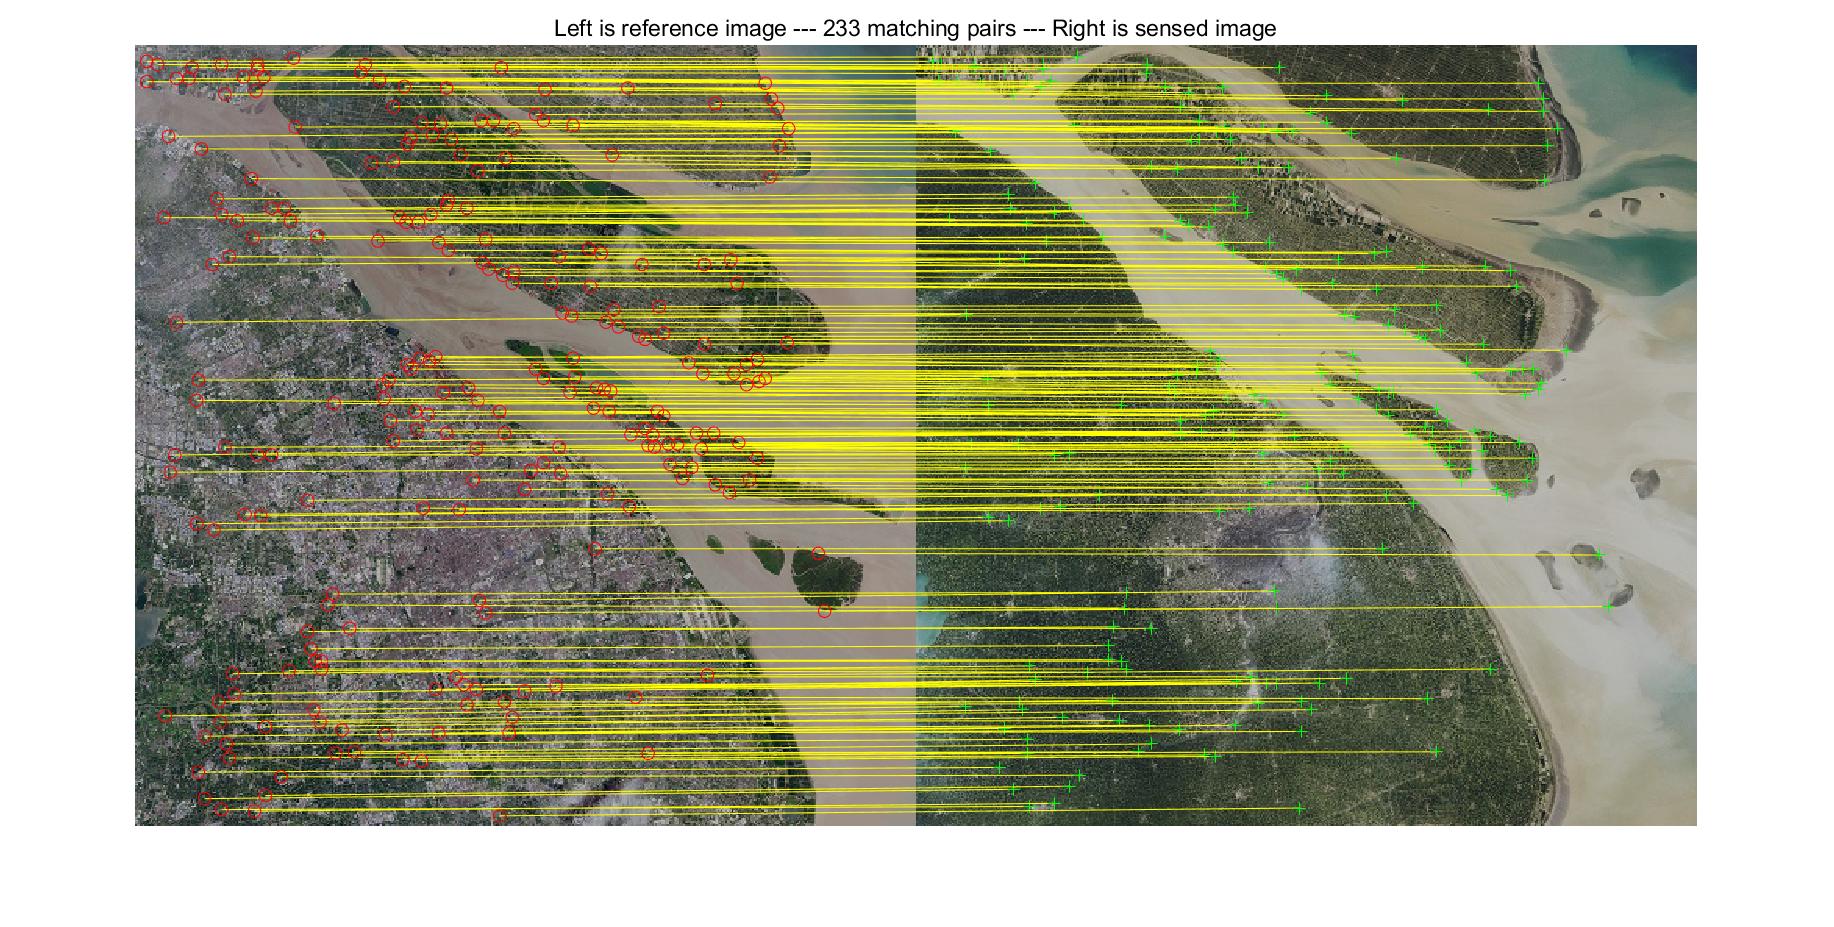 Left is reference image --- 233 matching pairs --- Right is sensed image